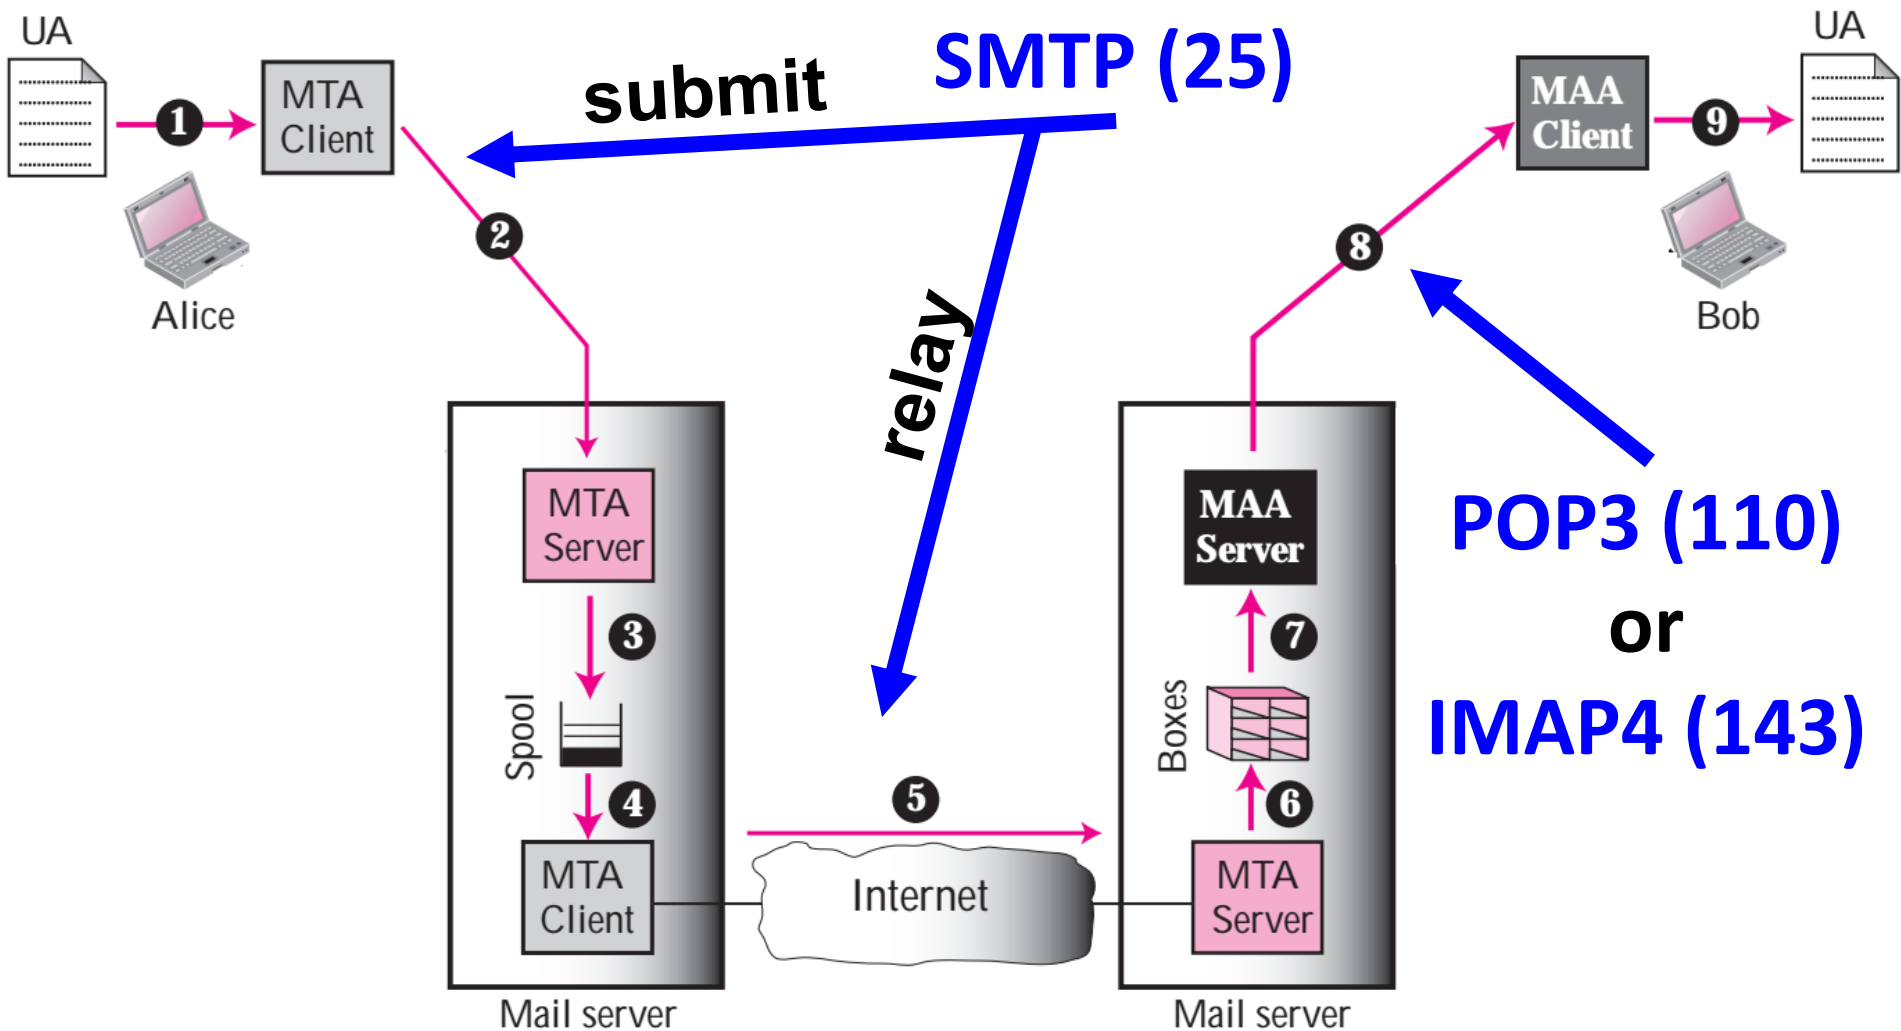 UA
SMTP (25)
UA
submit
MTA
Client
MAA
Client
1
9
2
8
Alice
Bob
relay
MTA
Server
MAA
Server
POP3 (110)
or
IMAP4 (143)
3
7
Spool
Boxes
4
5
6
MTA
Client
Internet
MTA
Server
Mail server
Mail server